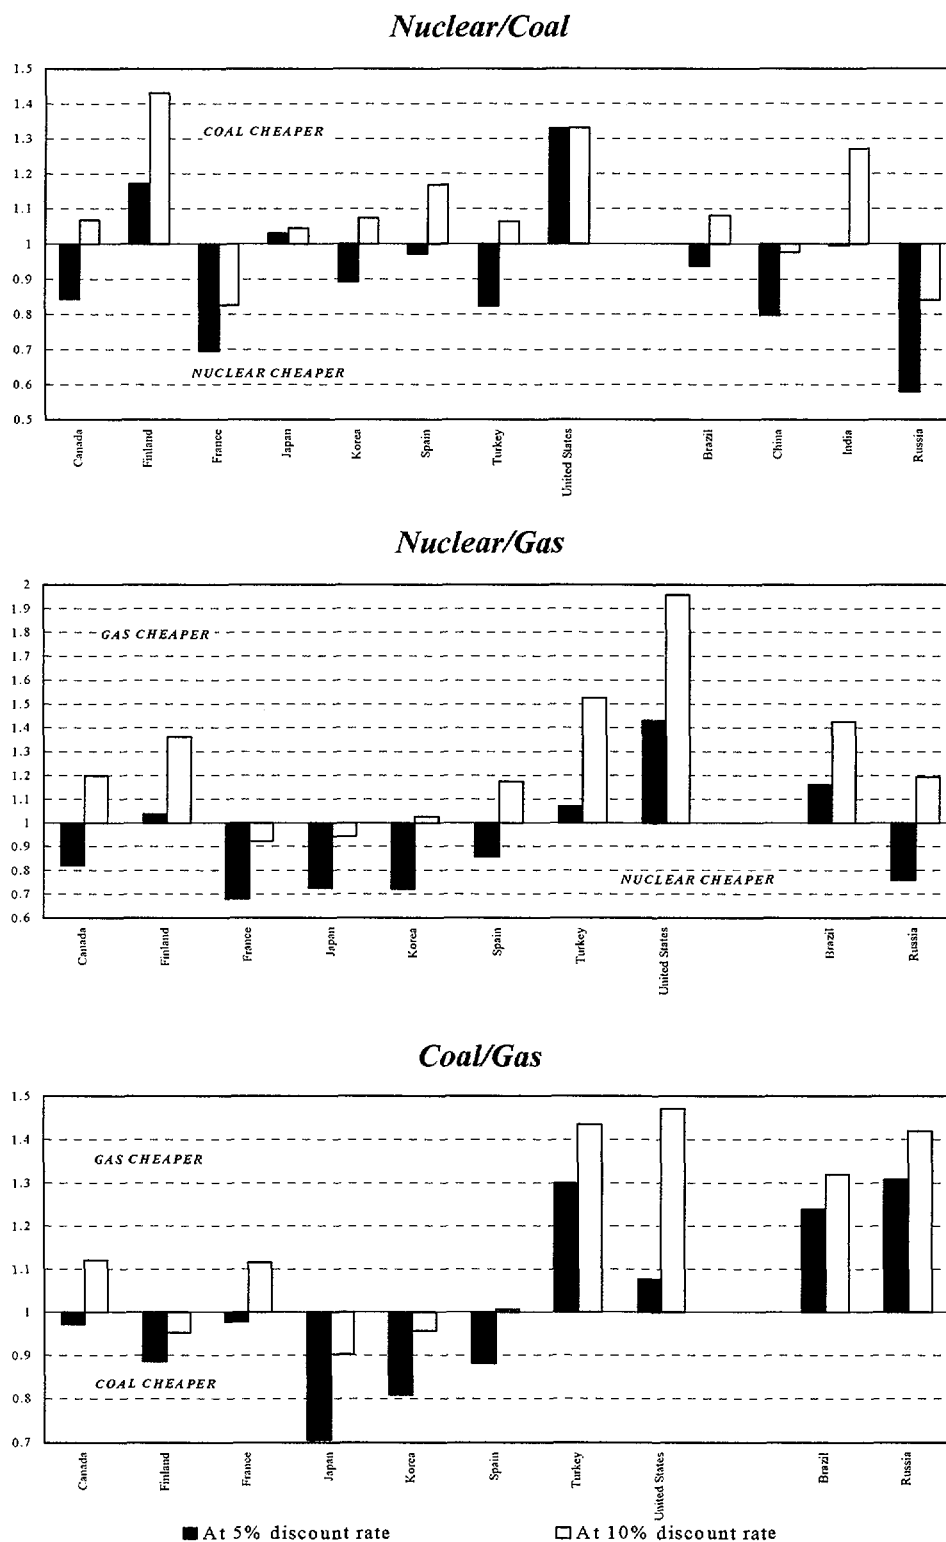 Nuclear/Coal
1.5
1.4
1.3
1.2
1.1
1
0.9
0.8
0.7
0.6
0.5
COAL CHEAPER
NUCLEAR CHEAPER
Canada
Finland
France
Japan
Korea
Spain
Turkey
United States
Brazil
China
India
Russia
Nuclear/Gas
2
1.9
1.8
1.7
1.6
1.5
1.4
1.3
1.2
1.1
1
0.9
0.8
0.7
0.6
GAS CHEAPER
NUCLEAR CHEAPER
Canada
Finland
France
Japan
Korea
Spain
Turkey
United States
Brazil
Russia
Coal/Gas
1.5
1.4
1.3
1.2
1.1
1
0.9
0.8
0.7
GAS CHEAPER
COAL CHEAPER
Canada
Finland
France
Japan
Korea
Spain
Turkey
United States
Brazil
Russia
At 5% discount rate
At 10% discount rate